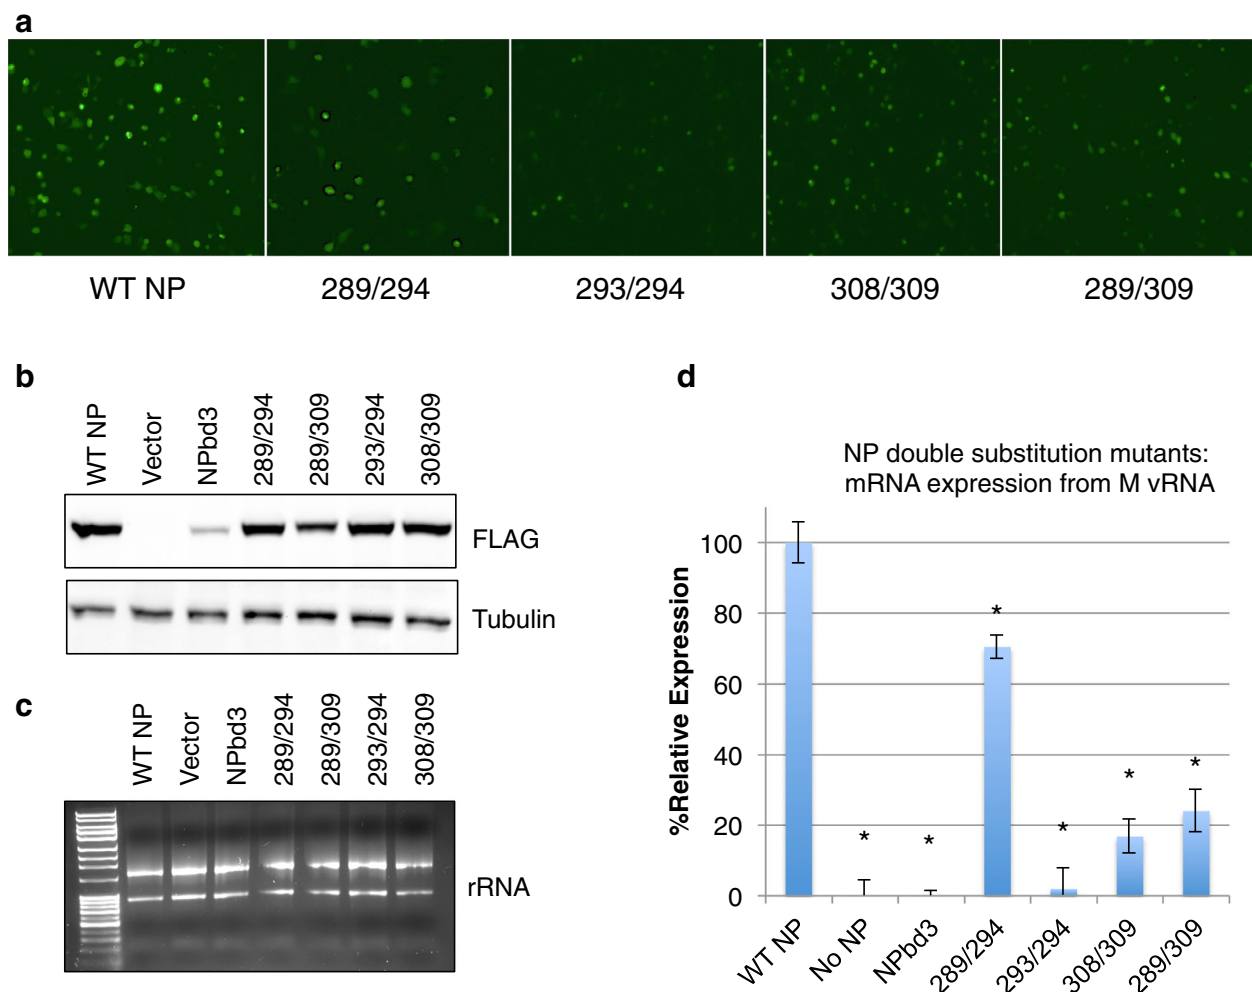 a
WT NP
289/294
293/294
308/309
289/309
b
WT NP
Vector
NPbd3
289/294
289/309
293/294
308/309
FLAG
Tubulin
c
WT NP
Vector
NPbd3
289/294
289/309
293/294
308/309
rRNA
d
NP double substitution mutants:
mRNA expression from M vRNA
%Relative Expression
100
80
60
40
20
0
*
*
*
*
*
*
WT NP
No NP
NPbd3
289/294
293/294
308/309
289/309